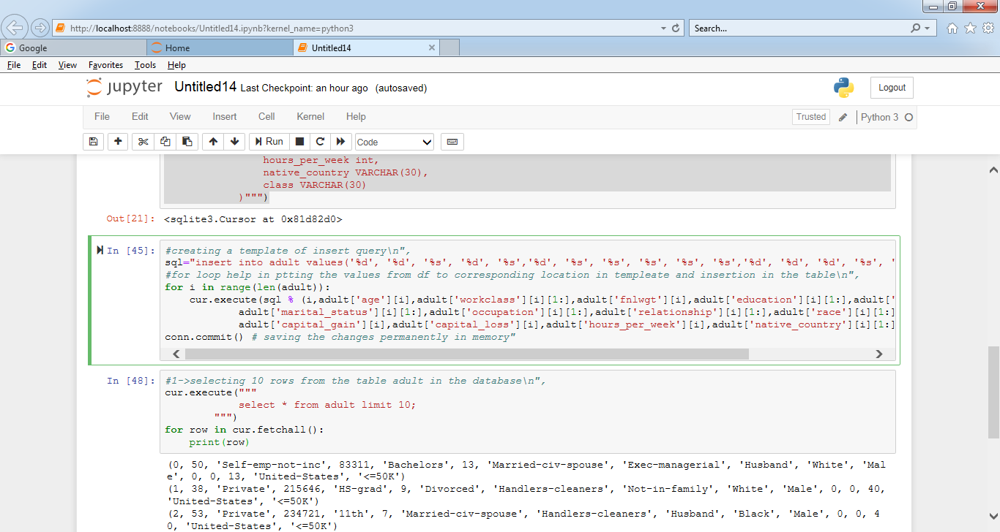 http://localhost:8888/notebooks/Untitled14.ipynb?kernel_name=python3
Search...
Google
Home
Untitled14
File Edit View Favorites Tools Help
jupyter Untitled14 Last Checkpoint: an hour ago (autosaved)
Logout
File Edit View Insert Cell Kernel Help
Trusted
Python 3
Run
Code
hours_per_week int,
native_country VARCHAR(30),
class VARCHAR(30)
)""")
Out[21]: <sqlite3.Cursor at 0x81d82d0>
In [45]: #creating a template of insert query\n",
sql="insert into adult values('%d', '%d', '%s', '%d', '%s','%d', '%s', '%s', '%s', '%s', '%s','%d', '%d', '%d', '%s', '
#for loop help in ptting the values from df to corresponding location in templeate and insertion in the table\n",
for i in range(len(adult)):
cur.execute(sql % (i,adult['age'][i],adult['workclass'][i][1:],adult['fnlwgt'][i],adult['education'][i][1:],adult['
adult['marital_status'][i][1:],adult['occupation'][i][1:],adult['relationship'][i][1:],adult['race'][i][1:]
adult['capital_gain'][i],adult['capital_loss'][i],adult['hours_per_week'][i],adult['native_country'][i][1:]
conn.commit() # saving the changes permanently in memory"
In [48]: #1->selecting 10 rows from the table adult in the database\n",
cur.execute("""
select * from adult limit 10;
""")
for row in cur.fetchall():
print(row)
(0, 50, 'Self-emp-not-inc', 83311, 'Bachelors', 13, 'Married-civ-spouse', 'Exec-managerial', 'Husband', 'White', 'Mal
e', 0, 0, 13, 'United-States', '<=50K')
(1, 38, 'Private', 215646, 'HS-grad', 9, 'Divorced', 'Handlers-cleaners', 'Not-in-family', 'White', 'Male', 0, 0, 40,
'United-States', '<=50K')
(2, 53, 'Private', 234721, '11th', 7, 'Married-civ-spouse', 'Handlers-cleaners', 'Husband', 'Black', 'Male', 0, 0, 4
0, 'United-States', '<=50K')